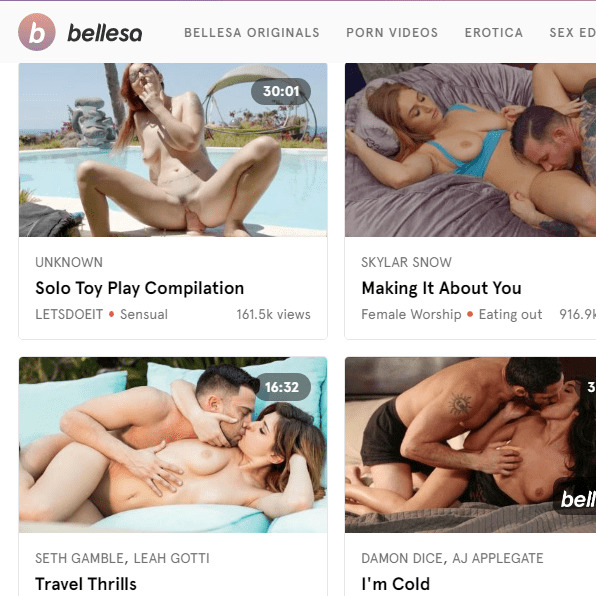 b bellesa BELLESA ORIGINALS PORN VIDEOS EROTICA SEX ED
30:01
UNKNOWN
Solo Toy Play Compilation
LETSDOEIT • Sensual 161.5k views
SKYLAR SNOW
Making It About You
Female Worship • Eating out 916.9k
16:32
SETH GAMBLE, LEAH GOTTI
Travel Thrills
3
bell
DAMON DICE, AJ APPLEGATE
I'm Cold